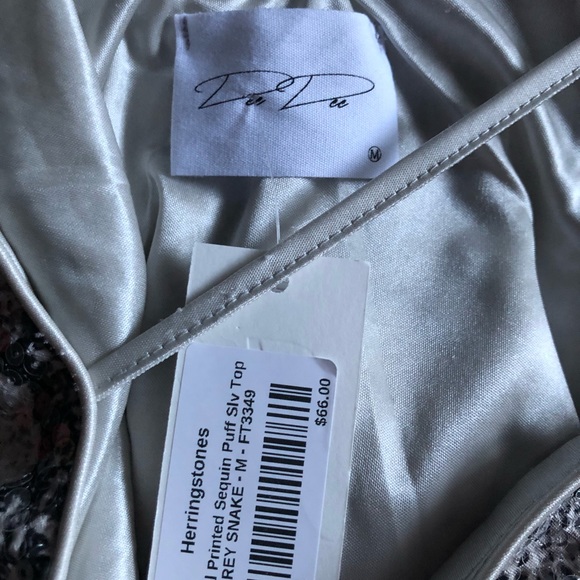 Dee Dee
M
Herringstones
Printed Sequin Puff Slv Top
REY SNAKE - M - FT3349
$66.00